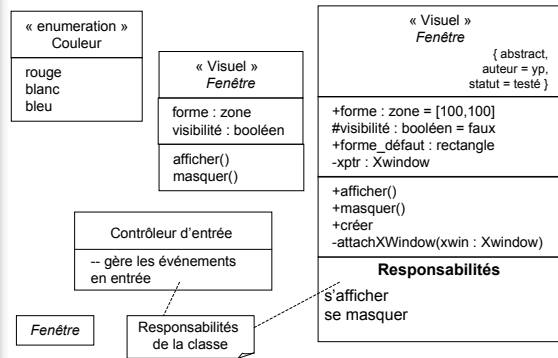 « enumeration »
Couleur
rouge
blanc
bleu
« Visuel »
Fenêtre
forme : zone
visibilité : booléen
afficher()
masquer()
« Visuel »
Fenêtre
{ abstract,
auteur = yp,
statut = testé }
+forme : zone = [100,100]
#visibilité : booléen = faux
+forme_défaut : rectangle
-xptr : Xwindow
+afficher()
+masquer()
+créer
-attachXWindow(xwin : Xwindow)
Responsabilités
s'afficher
se masquer
Contrôleur d'entrée
-- gère les événements
en entrée
Fenêtre
Responsabilités
de la classe